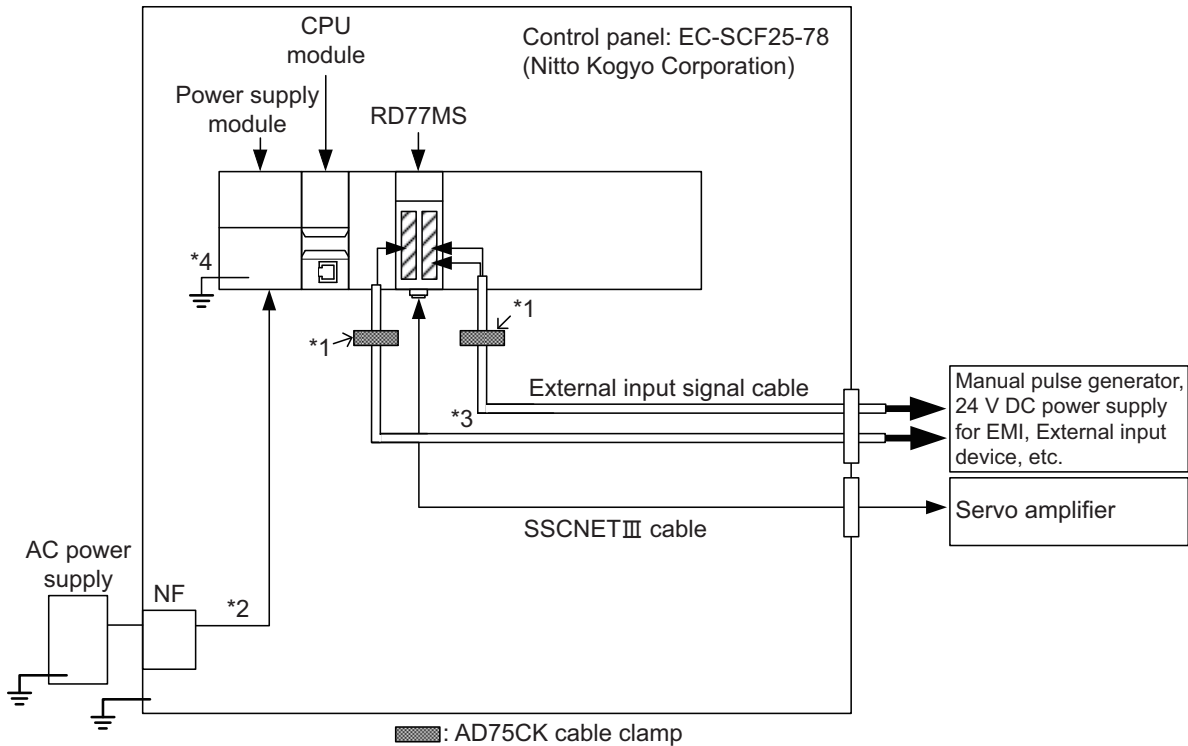 CPU
module
Control panel: EC-SCF25-78
(Nitto Kogyo Corporation)
Power supply
module
RD77MS
*4
*1
*1
External input signal cable
*3
Manual pulse generator,
24 V DC power supply
for EMI, External input
device, etc.
SSCNETⅢ cable
Servo amplifier
AC power
supply
NF
*2
: AD75CK cable clamp